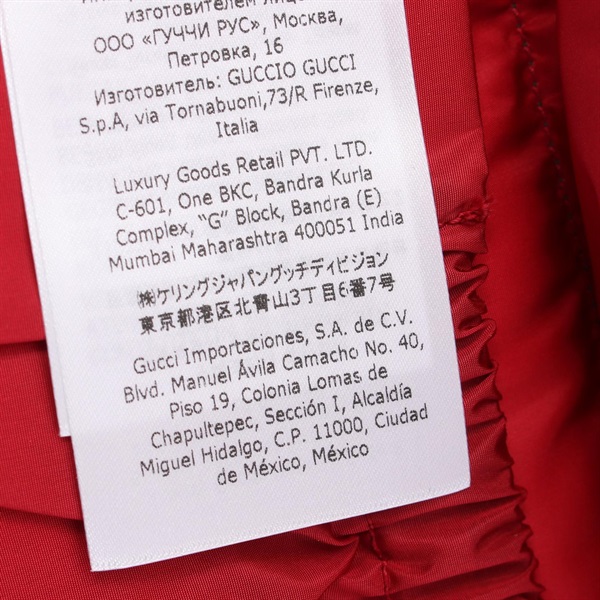 изготовителем
ООО «ГУЧЧИ РУС», Москва,
Петровка, 16
Изготовитель: GUCCIO GUCCI
S.p.A, via Tornabuoni,73/R Firenze,
Italia
Luxury Goods Retail PVT. LTD.
C-601, One BKC, Bandra Kurla
Complex, “G” Block, Bandra (E)
Mumbai Maharashtra 400051 India
㈱ケリングジャパングッチディビジョン
東京都港区北青山3丁目6番7号
Gucci Importaciones, S.A. de C.V.
Blvd. Manuel Ávila Camacho No. 40,
Piso 19, Colonia Lomas de
Chapultepec, Sección I, Alcaldía
Miguel Hidalgo, C.P. 11000, Ciudad
de México, México